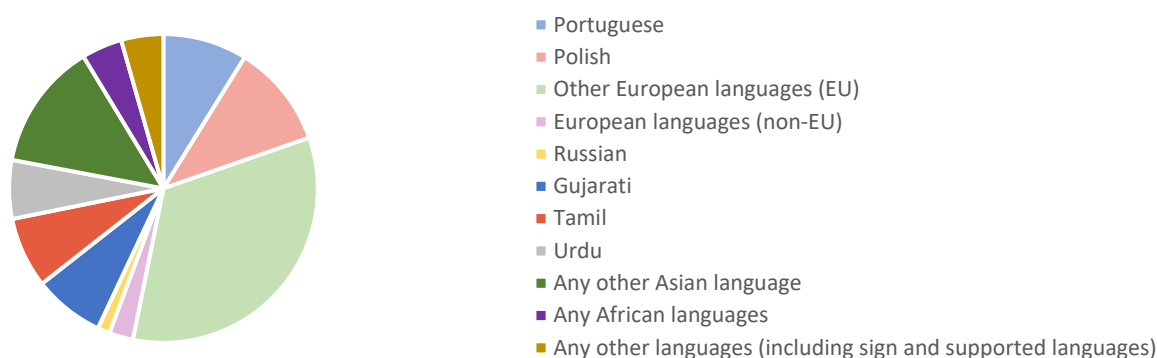 Portuguese
Polish
Other European languages (EU)
European languages (non-EU)
Russian
Gujarati
Tamil
Urdu
Any other Asian language
Any African languages
Any other languages (including sign and supported languages)